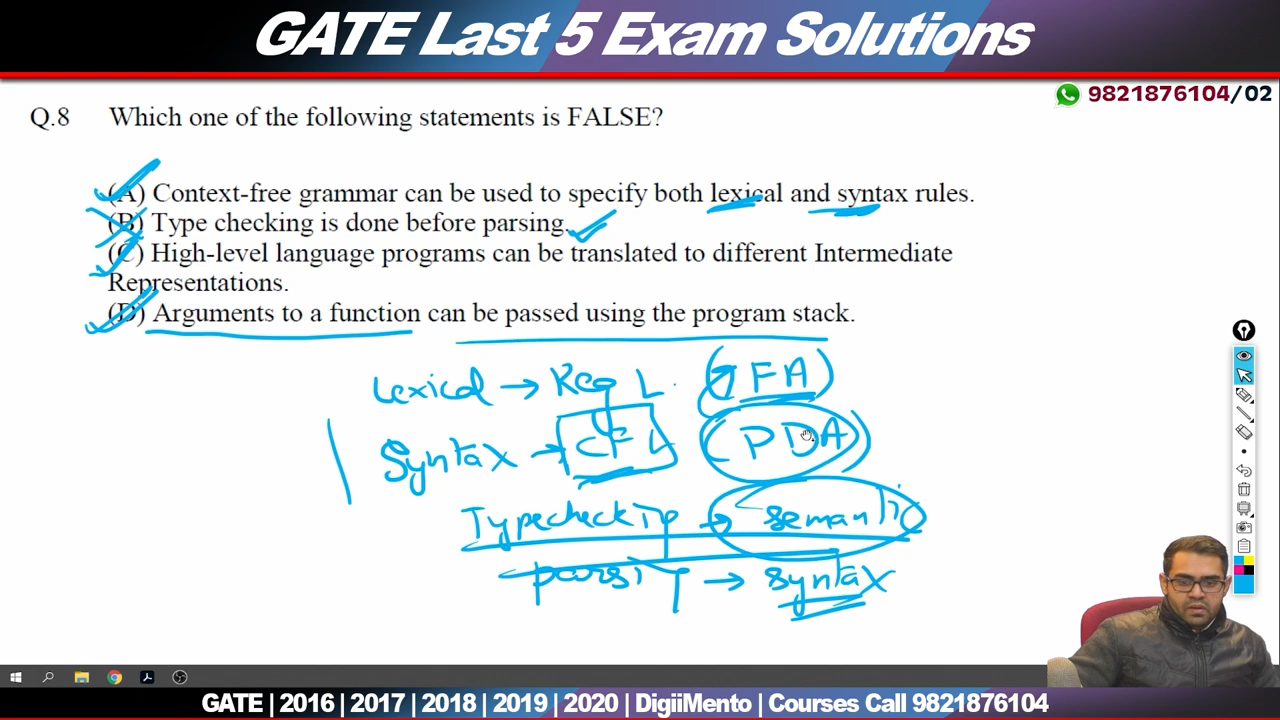 GATE Last 5 Exam Solutions
9821876104/02
Q.8 Which one of the following statements is FALSE?
(A) Context-free grammar can be used to specify both lexical and syntax rules.
(B) Type checking is done before parsing.
(C) High-level language programs can be translated to different Intermediate
Representations.
(D) Arguments to a function can be passed using the program stack.
Lexical → Reg L. (FA)
Syntax → CFL (PDA)
Typechecking → semantic
parsing → syntax
GATE | 2016 | 2017 | 2018 | 2019 | 2020 | DigiiMento | Courses Call 9821876104